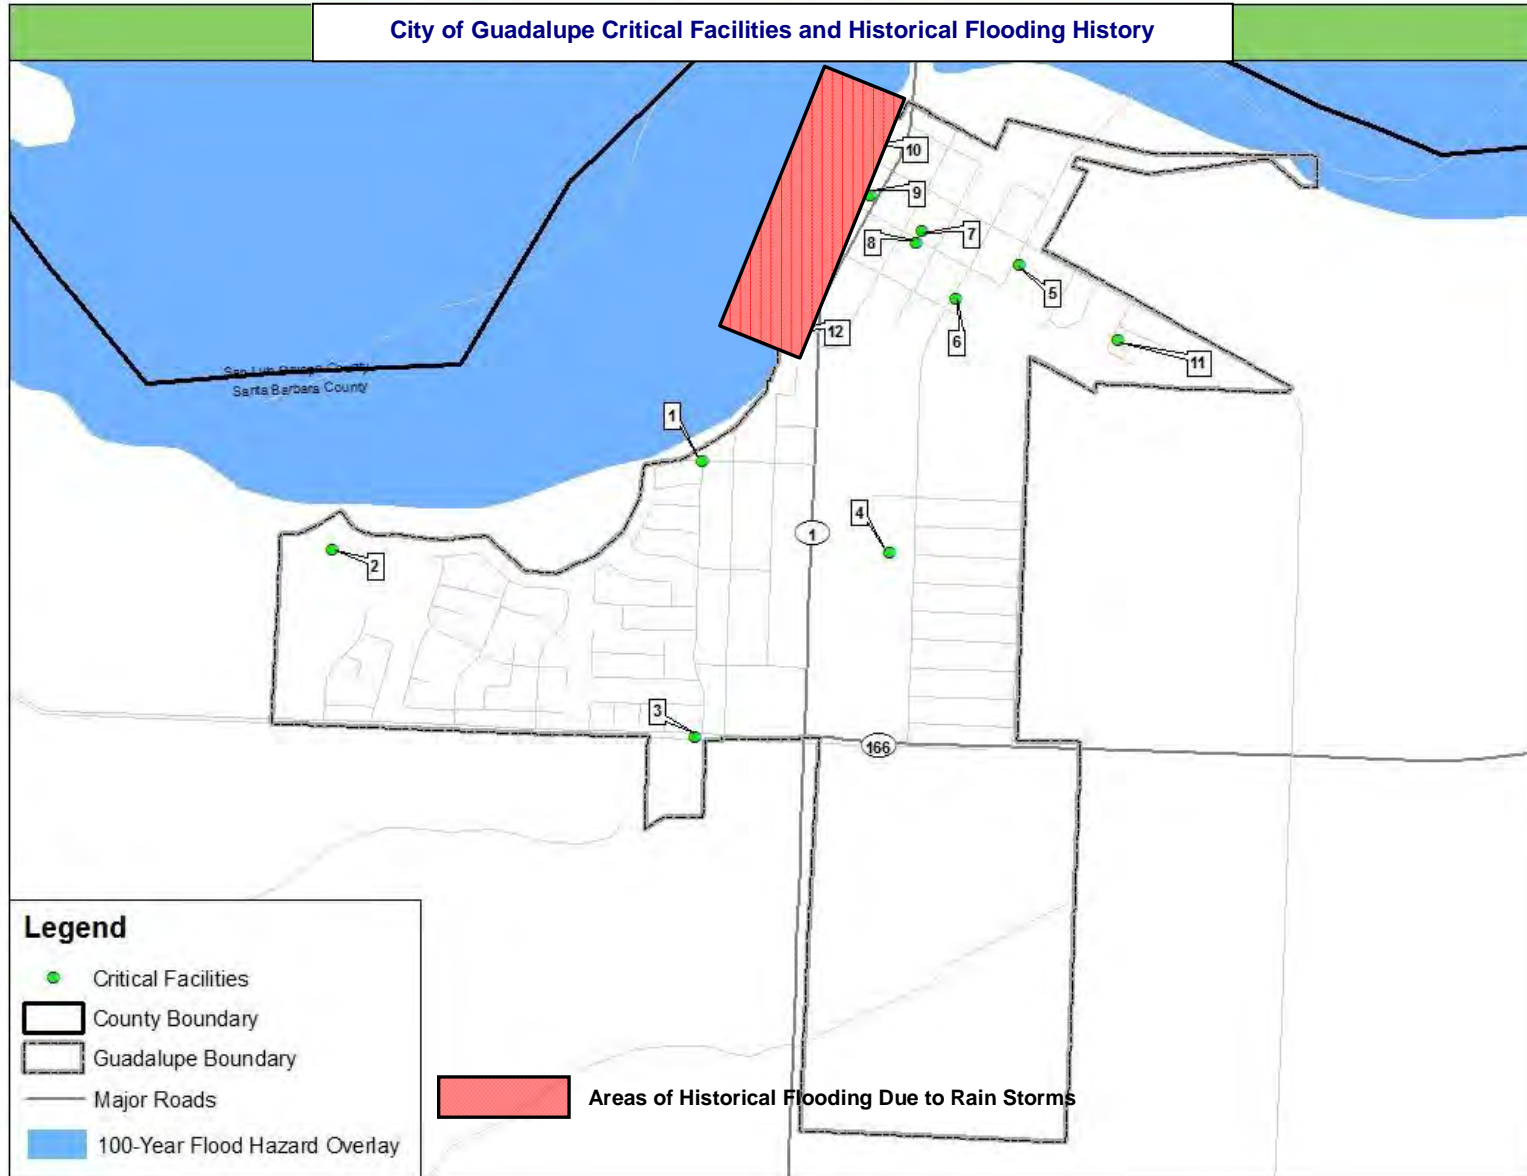 City of Guadalupe Critical Facilities and Historical Flooding History
10
9
7
8
5
12
6
11
San Luis Obispo County
Santa Barbara County
1
4
1
2
3
166
Legend
Critical Facilities
County Boundary
Guadalupe Boundary
Major Roads
100-Year Flood Hazard Overlay
Areas of Historical Flooding Due to Rain Storms